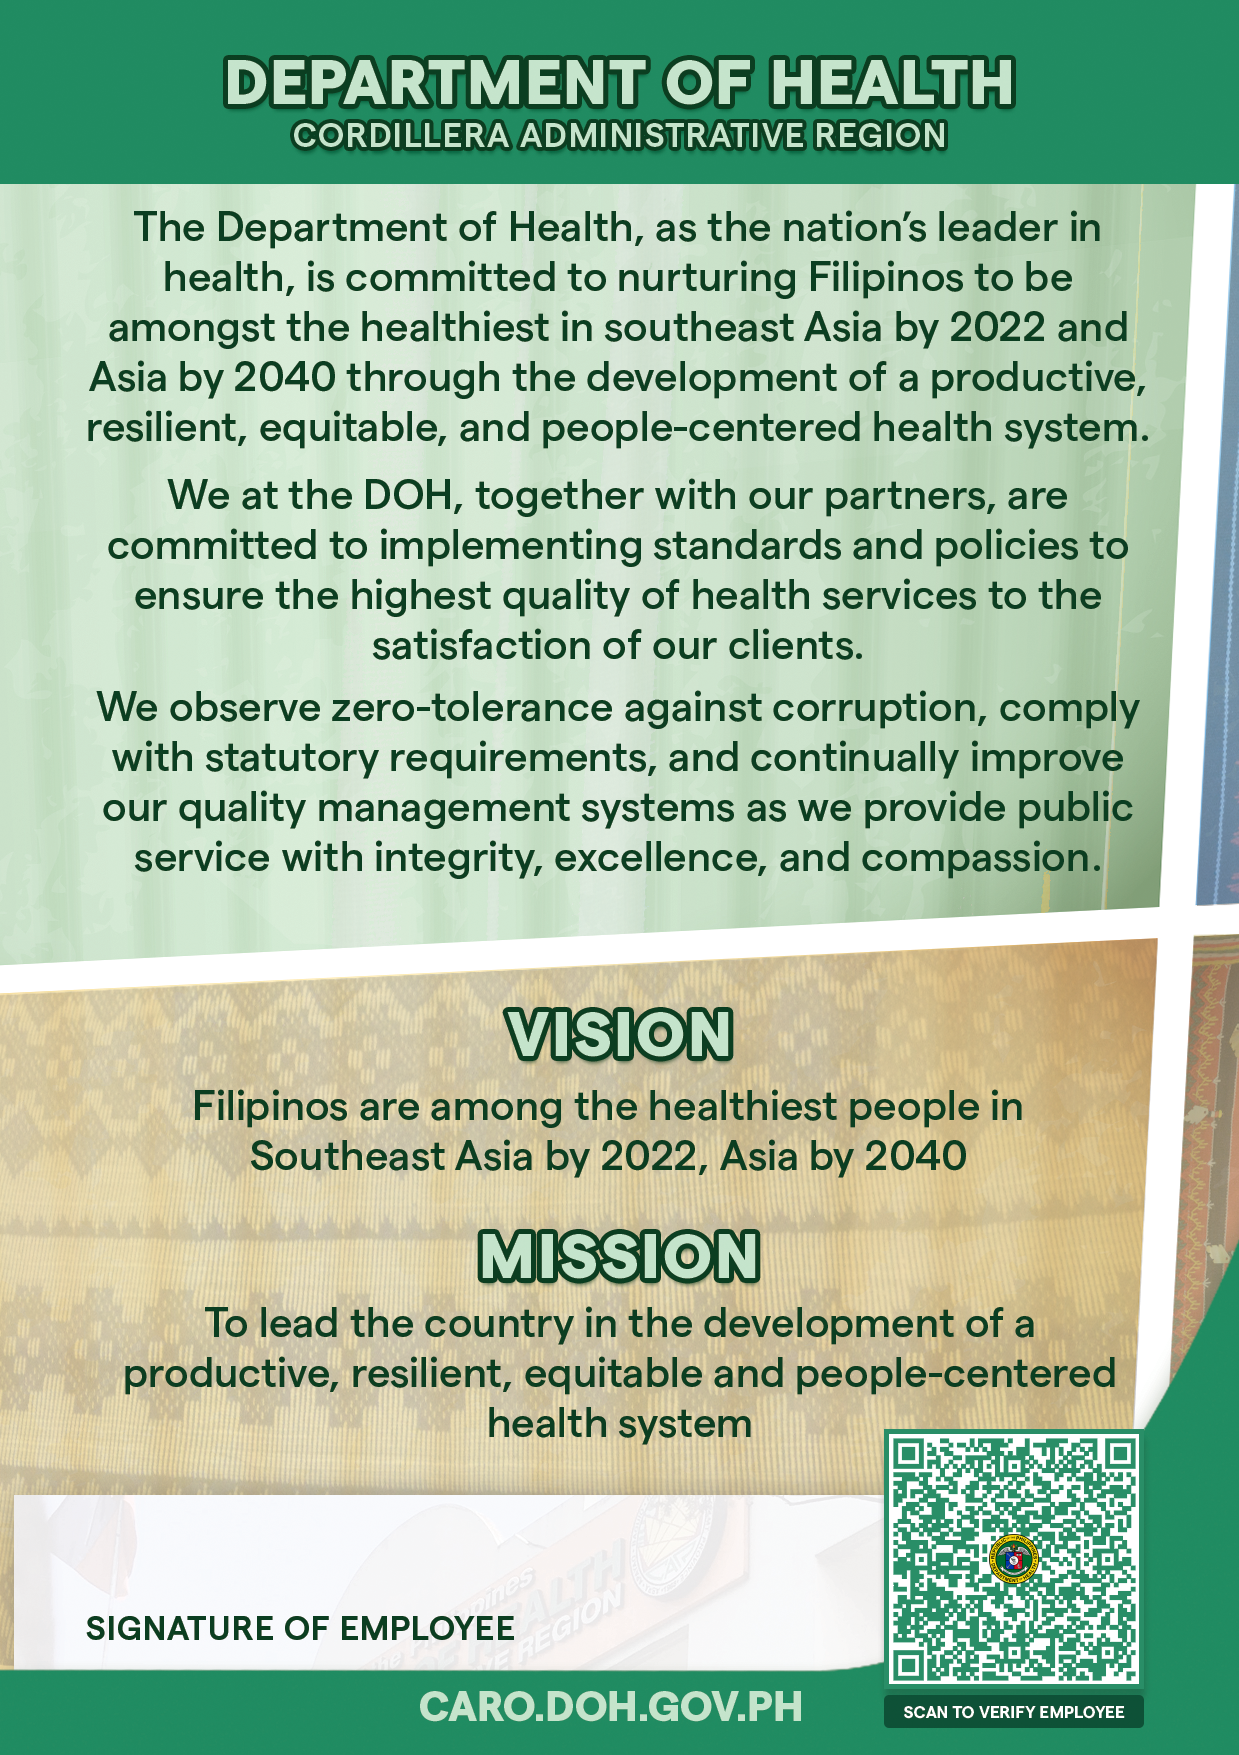 DEPARTMENT OF HEALTH
CORDILLERA ADMINISTRATIVE REGION
The Department of Health, as the nation’s leader in
health, is committed to nurturing Filipinos to be
amongst the healthiest in southeast Asia by 2022 and
Asia by 2040 through the development of a productive,
resilient, equitable, and people-centered health system.
We at the DOH, together with our partners, are
committed to implementing standards and policies to
ensure the highest quality of health services to the
satisfaction of our clients.
We observe zero-tolerance against corruption, comply
with statutory requirements, and continually improve
our quality management systems as we provide public
service with integrity, excellence, and compassion.
VISION
Filipinos are among the healthiest people in
Southeast Asia by 2022, Asia by 2040
MISSION
To lead the country in the development of a
productive, resilient, equitable and people-centered
health system
SIGNATURE OF EMPLOYEE
CARO.DOH.GOV.PH
SCAN TO VERIFY EMPLOYEE